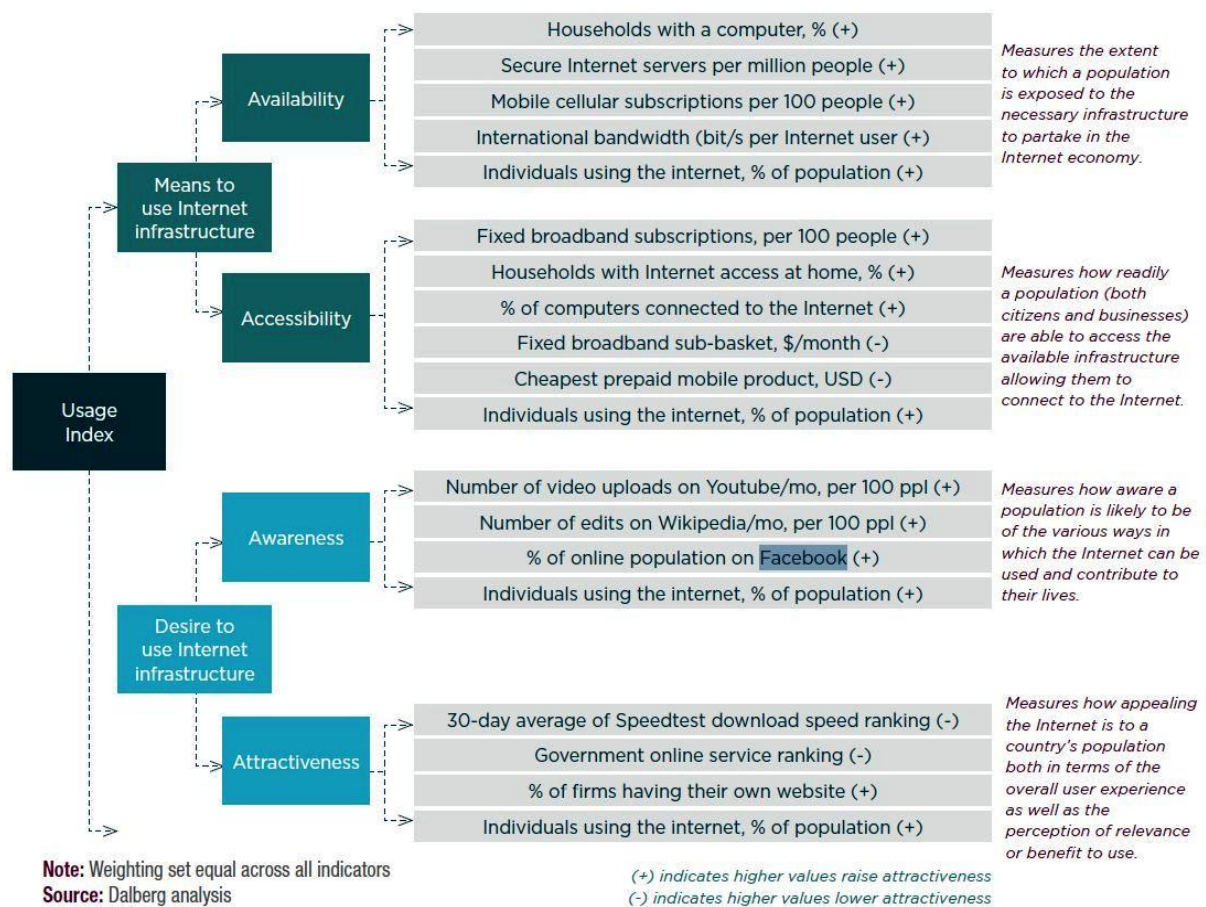 Usage
Index
Means to
use Internet
infrastructure
Availability
Households with a computer, % (+)
Secure Internet servers per million people (+)
Mobile cellular subscriptions per 100 people (+)
International bandwidth (bit/s per Internet user (+)
Individuals using the internet, % of population (+)
Measures the extent
to which a population
is exposed to the
necessary infrastructure
to partake in the
Internet economy.
Accessibility
Fixed broadband subscriptions, per 100 people (+)
Households with Internet access at home, % (+)
% of computers connected to the Internet (+)
Fixed broadband sub-basket, $/month (-)
Cheapest prepaid mobile product, USD (-)
Individuals using the internet, % of population (+)
Measures how readily
a population (both
citizens and businesses)
are able to access the
available infrastructure
allowing them to
connect to the Internet.
Desire to
use Internet
infrastructure
Awareness
Number of video uploads on Youtube/mo, per 100 ppl (+)
Number of edits on Wikipedia/mo, per 100 ppl (+)
% of online population on Facebook (+)
Individuals using the internet, % of population (+)
Measures how aware a
population is likely to be
of the various ways in
which the Internet can be
used and contribute to
their lives.
Attractiveness
30-day average of Speedtest download speed ranking (-)
Government online service ranking (-)
% of firms having their own website (+)
Individuals using the internet, % of population (+)
Measures how appealing
the Internet is to a
country's population
both in terms of the
overall user experience
as well as the
perception of relevance
or benefit to use.
Note: Weighting set equal across all indicators
Source: Dalberg analysis
(+) indicates higher values raise attractiveness
(-) indicates higher values lower attractiveness